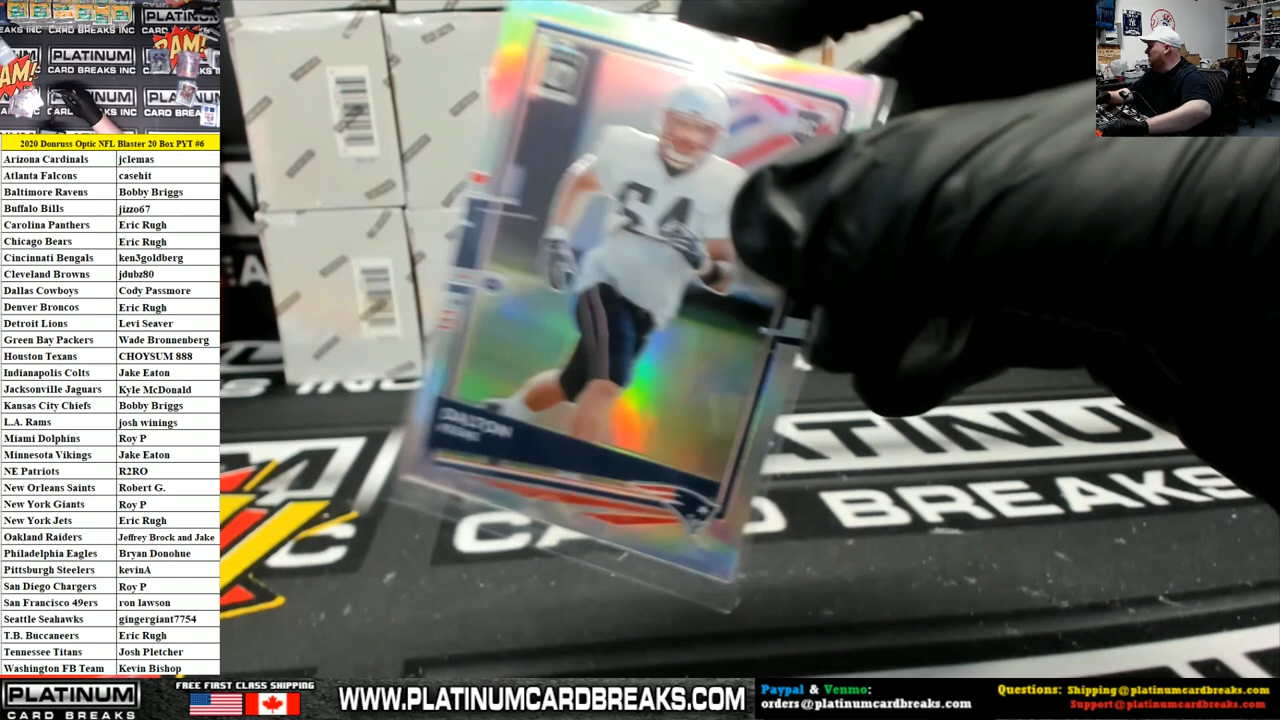 PLATINUM
CARD BREAKS INC
BAM!
PLATINUM
CARD BREAKS INC
2020 Donruss Optic NFL Blaster 20 Box PYT #6
Arizona Cardinals jclemas
Atlanta Falcons casehit
Baltimore Ravens Bobby Briggs
Buffalo Bills jizzo67
Carolina Panthers Eric Rugh
Chicago Bears Eric Rugh
Cincinnati Bengals ken3goldberg
Cleveland Browns jdubz80
Dallas Cowboys Cody Passmore
Denver Broncos Eric Rugh
Detroit Lions Levi Seaver
Green Bay Packers Wade Bronnenberg
Houston Texans CHOYSUM 888
Indianapolis Colts Jake Eaton
Jacksonville Jaguars Kyle McDonald
Kansas City Chiefs Bobby Briggs
L.A. Rams josh winings
Miami Dolphins Roy P
Minnesota Vikings Jake Eaton
NE Patriots R2RO
New Orleans Saints Robert G.
New York Giants Roy P
New York Jets Eric Rugh
Oakland Raiders Jeffrey Brock and Jake
Philadelphia Eagles Bryan Donohue
Pittsburgh Steelers kevinA
San Diego Chargers Roy P
San Francisco 49ers ron lawson
Seattle Seahawks gingergiant7754
T.B. Buccaneers Eric Rugh
Tennessee Titans Josh Pletcher
Washington FB Team Kevin Bishop
DALTON
PLATINUM
CARD BREAKS
FREE FIRST CLASS SHIPPING
WWW.PLATINUMCARDBREAKS.COM
Paypal & Venmo:
orders@platinumcardbreaks.com
Questions: Shipping@platinumcardbreaks.com
Support@platinumcardbreaks.com